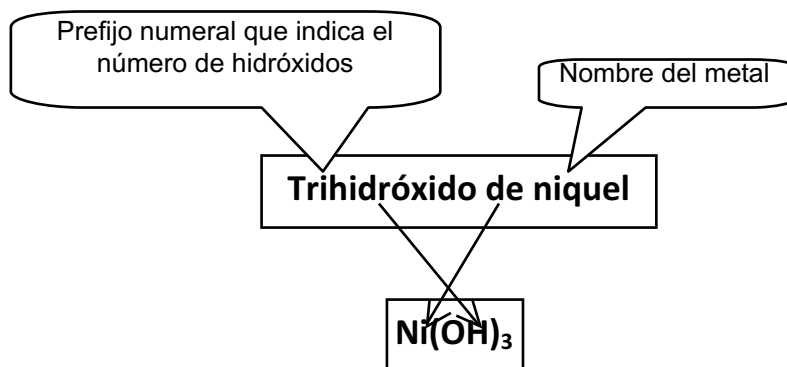 Prefijo numeral que indica el
número de hidróxidos
Nombre del metal
Trihidróxido de niquel
Ni(OH)₃